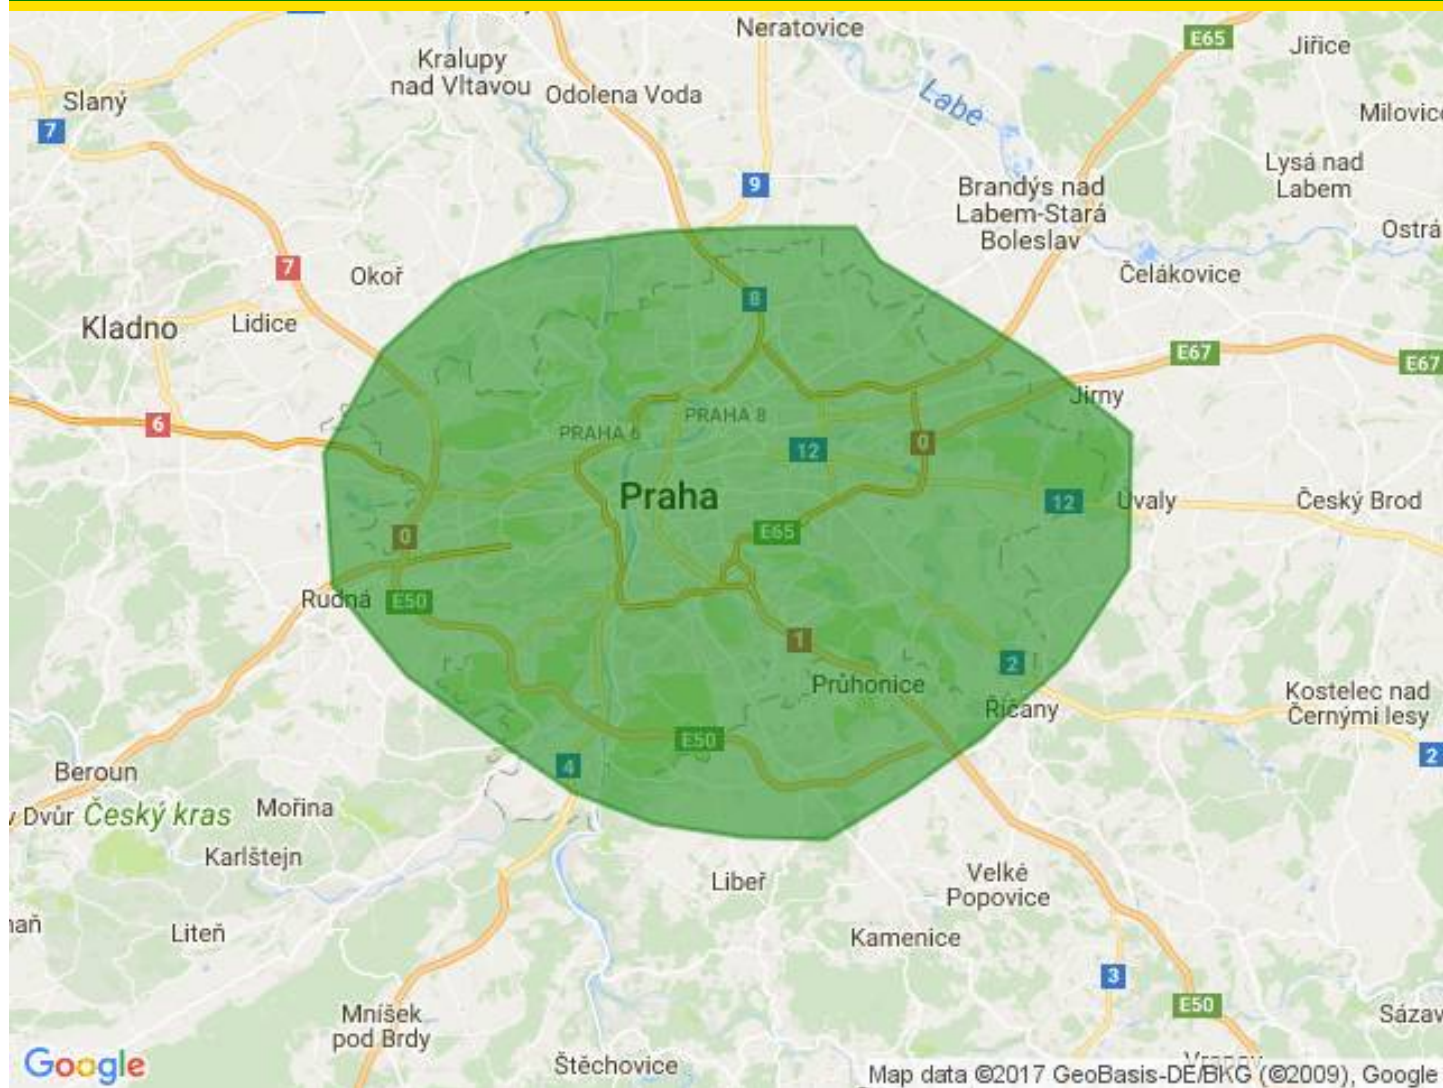 Neratovice
E65
Jiřice
Kralupy
nad Vltavou
Odolena Voda
Labe
Slaný
7
Milovic
Lysá nad
Labem
9
Brandýs nad
Labem-Stará
Boleslav
Ostrá
7
Okoř
Čelákovice
8
Kladno
Lidice
E67
E67
Jirny
6
PRAHA 6
PRAHA 8
12
0
Praha
12
Úvaly
Český Brod
0
E65
Rudná
E50
1
2
Průhonice
Říčany
Kostelec nad
Černými lesy
E50
2
4
Beroun
v Dvůr
Český kras
Mořina
Karlštejn
Libeř
Velké
Popovice
aň
Liteň
Kamenice
3
E50
Mníšek
pod Brdy
Sázav
Štěchovice
Google
Map data ©2017 GeoBasis-DE/BKG (©2009), Google